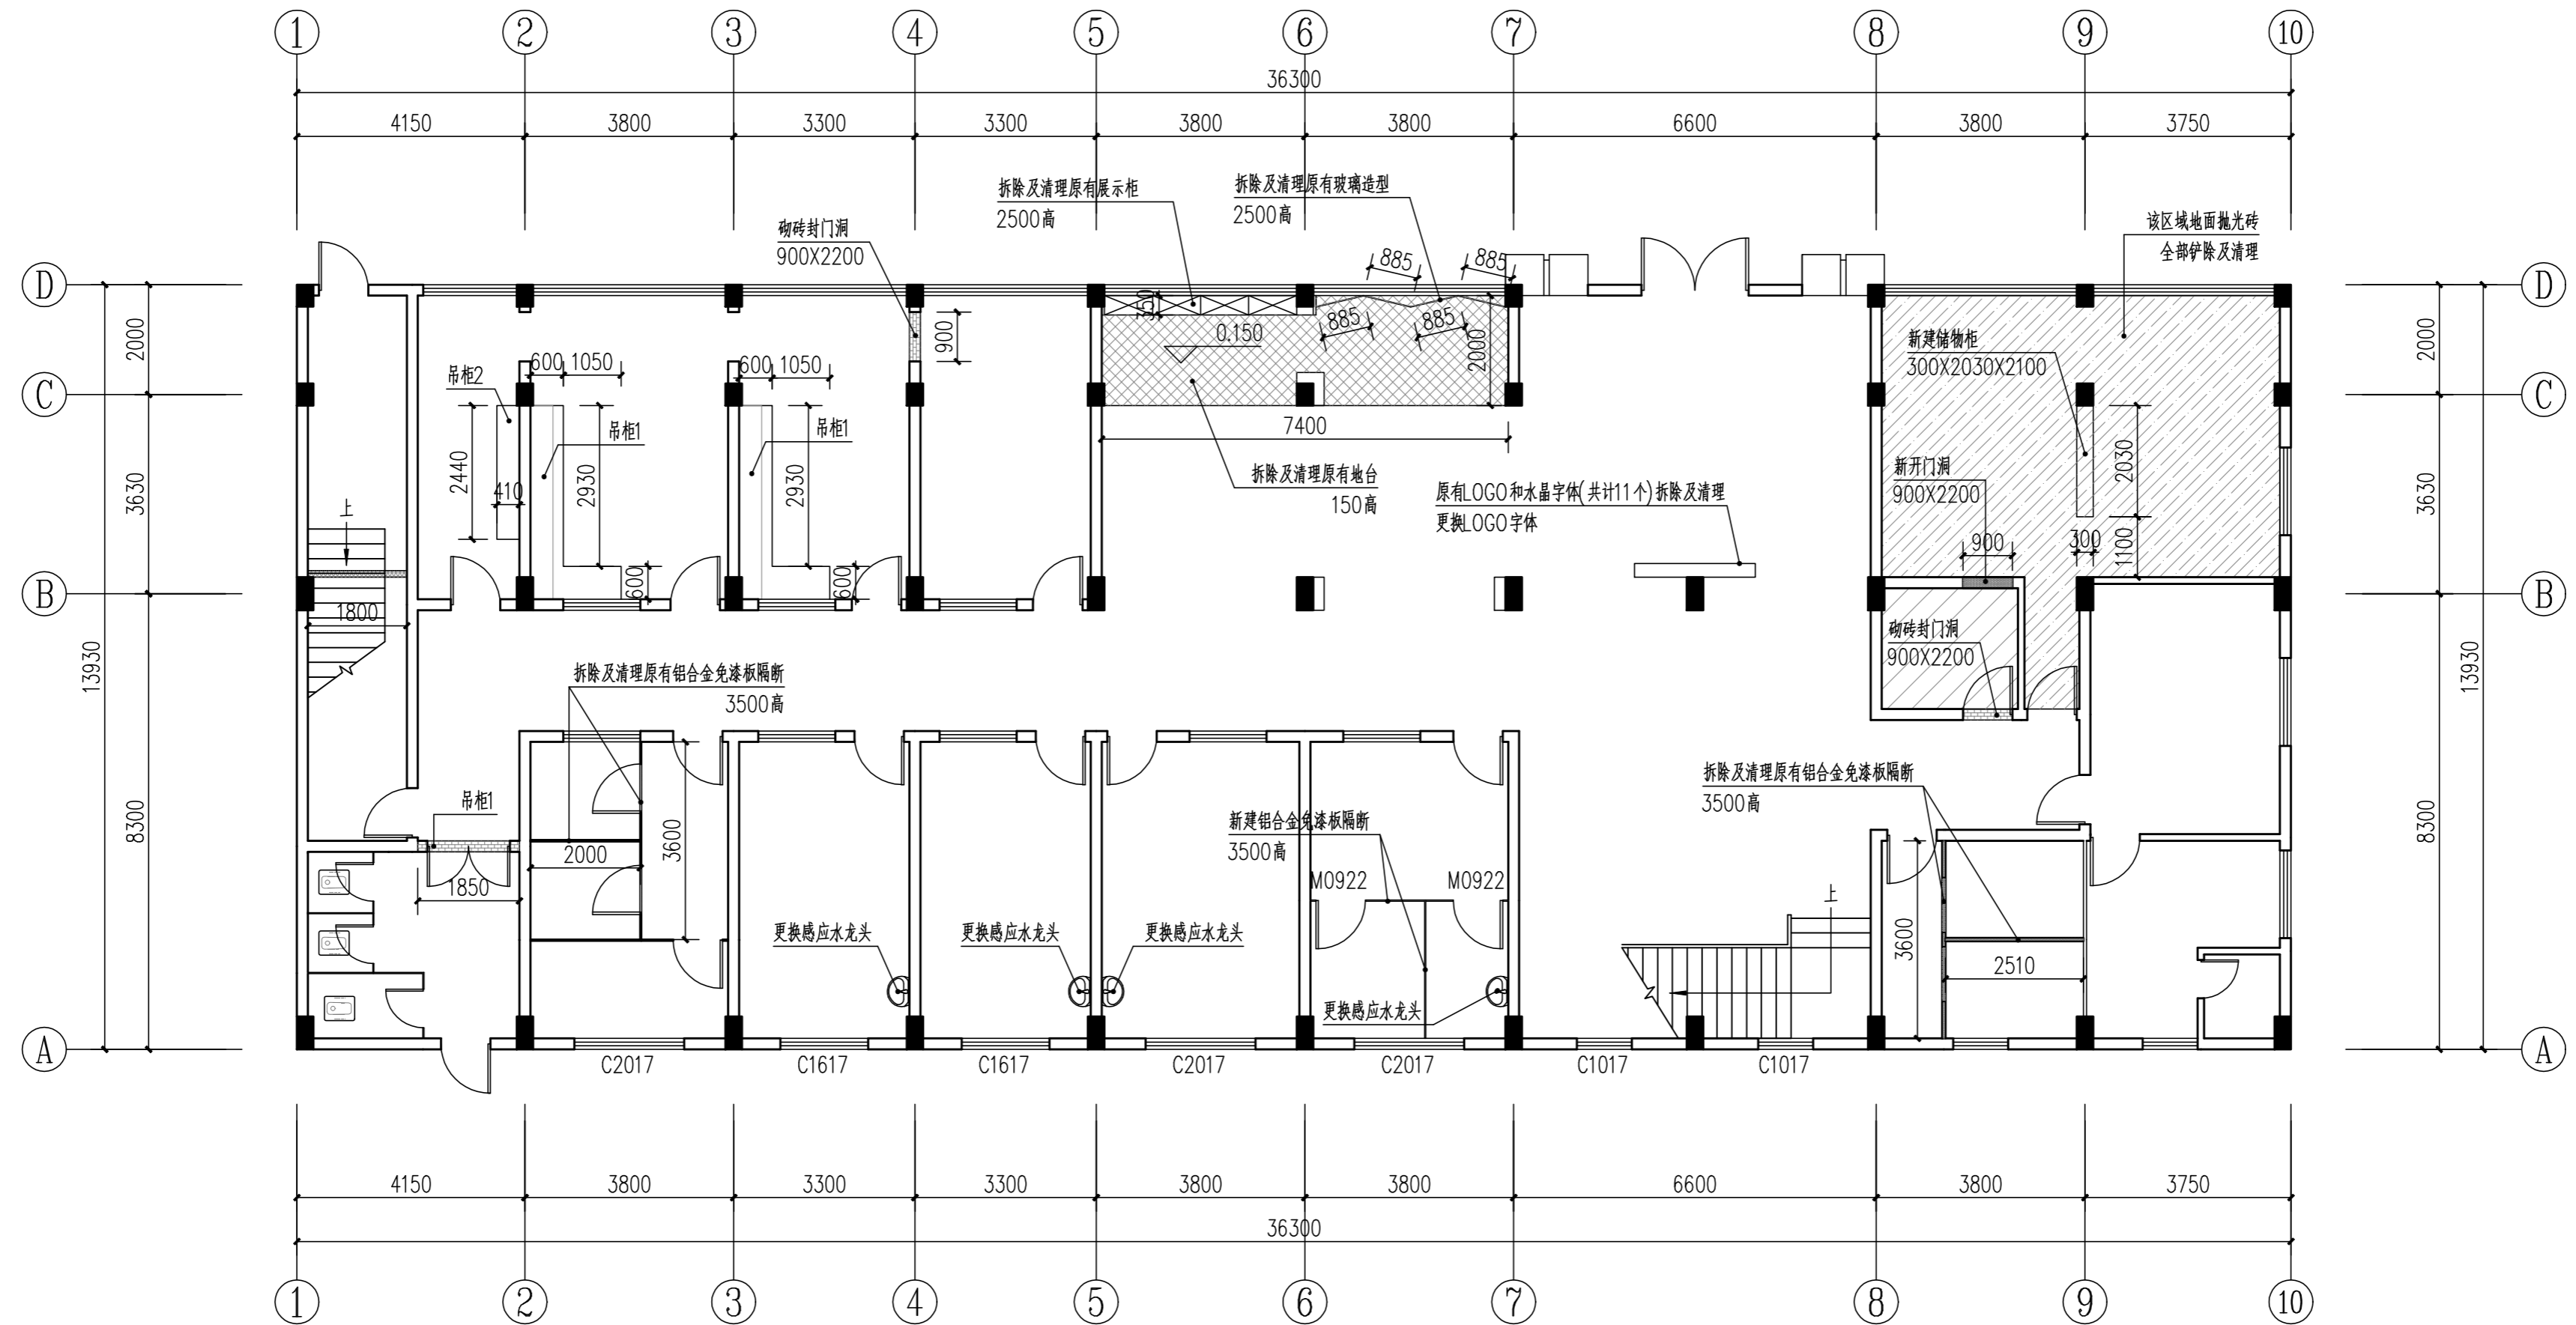 1 2 3 4 5 6 7 8 9 10
36300
4150 3800 3300 3300 3800 3800 6600 3800 3750
拆除及清理原有展示柜
2500高
拆除及清理原有玻璃造型
2500高
砌砖封门洞
900X2200
该区域地面抛光砖
全部铲除及清理
885 885
D D
350
885 885
0.150
900
2000
2000 2000
新建储物柜
300X2030X2100
600 1050
600 1050
吊柜2
C C
吊柜1
吊柜1
7400
2440
410
2930
2930
拆除及清理原有地台
150高
原有LOGO和水晶字体(共计11个)拆除及清理
更换LOGO字体
新开门洞
900X2200
2030
3630 3630
上
900
300
1100
600
600
B B
1800
砌砖封门洞
900X2200
13930 13930
拆除及清理原有铝合金免漆板隔断
3500高
拆除及清理原有铝合金免漆板隔断
3500高
吊柜1
新建铝合金免漆板隔断
3500高
8300 8300
3600
2000
1850
M0922 M0922
上
更换感应水龙头
更换感应水龙头
更换感应水龙头
3600
2510
更换感应水龙头
A A
C2017 C1617 C1617 C2017 C2017 C1017 C1017
4150 3800 3300 3300 3800 3800 6600 3800 3750
36300
1 2 3 4 5 6 7 8 9 10